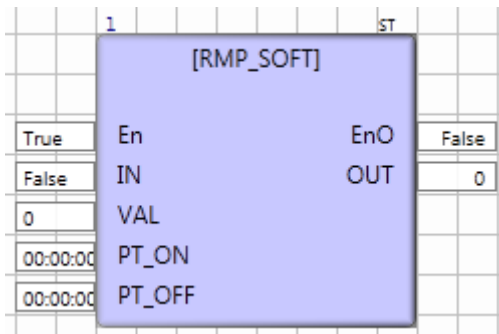 1 ST
[RMP_SOFT]
True En EnO False
False IN OUT 0
0 VAL
00:00:00 PT_ON
00:00:00 PT_OFF